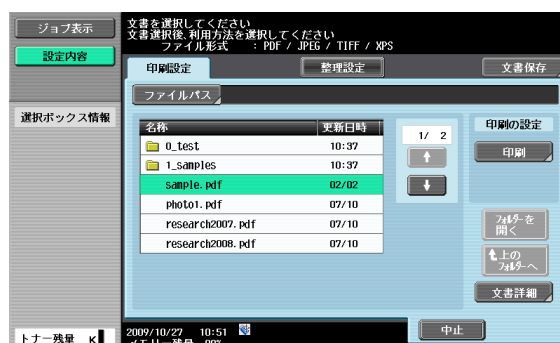 ジョブ表示
設定内容
選択ボックス情報
トナー残量 K
文書を選択してください
文書選択後、利用方法を選択してください
ファイル形式 : PDF / JPEG / TIFF / XPS
印刷設定
整理設定
文書保存
ファイルパス
名称 更新日時
0_test 10:37
1_samples 10:37
sample.pdf 02/02
photo1.pdf 07/10
research2007.pdf 07/10
research2008.pdf 07/10
1/ 2
印刷の設定
印刷
フォルダーを
開く
上の
フォルダーへ
文書詳細
2009/10/27 10:51
メモリー残量 99%
中止